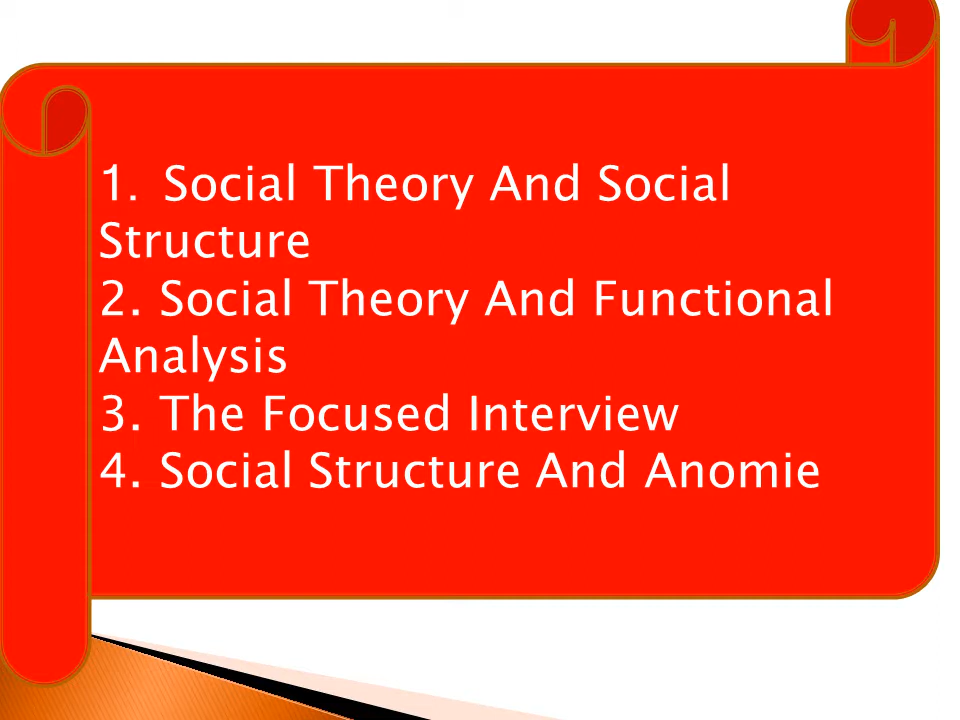 1. Social Theory And Social
Structure
2. Social Theory And Functional
Analysis
3. The Focused Interview
4. Social Structure And Anomie